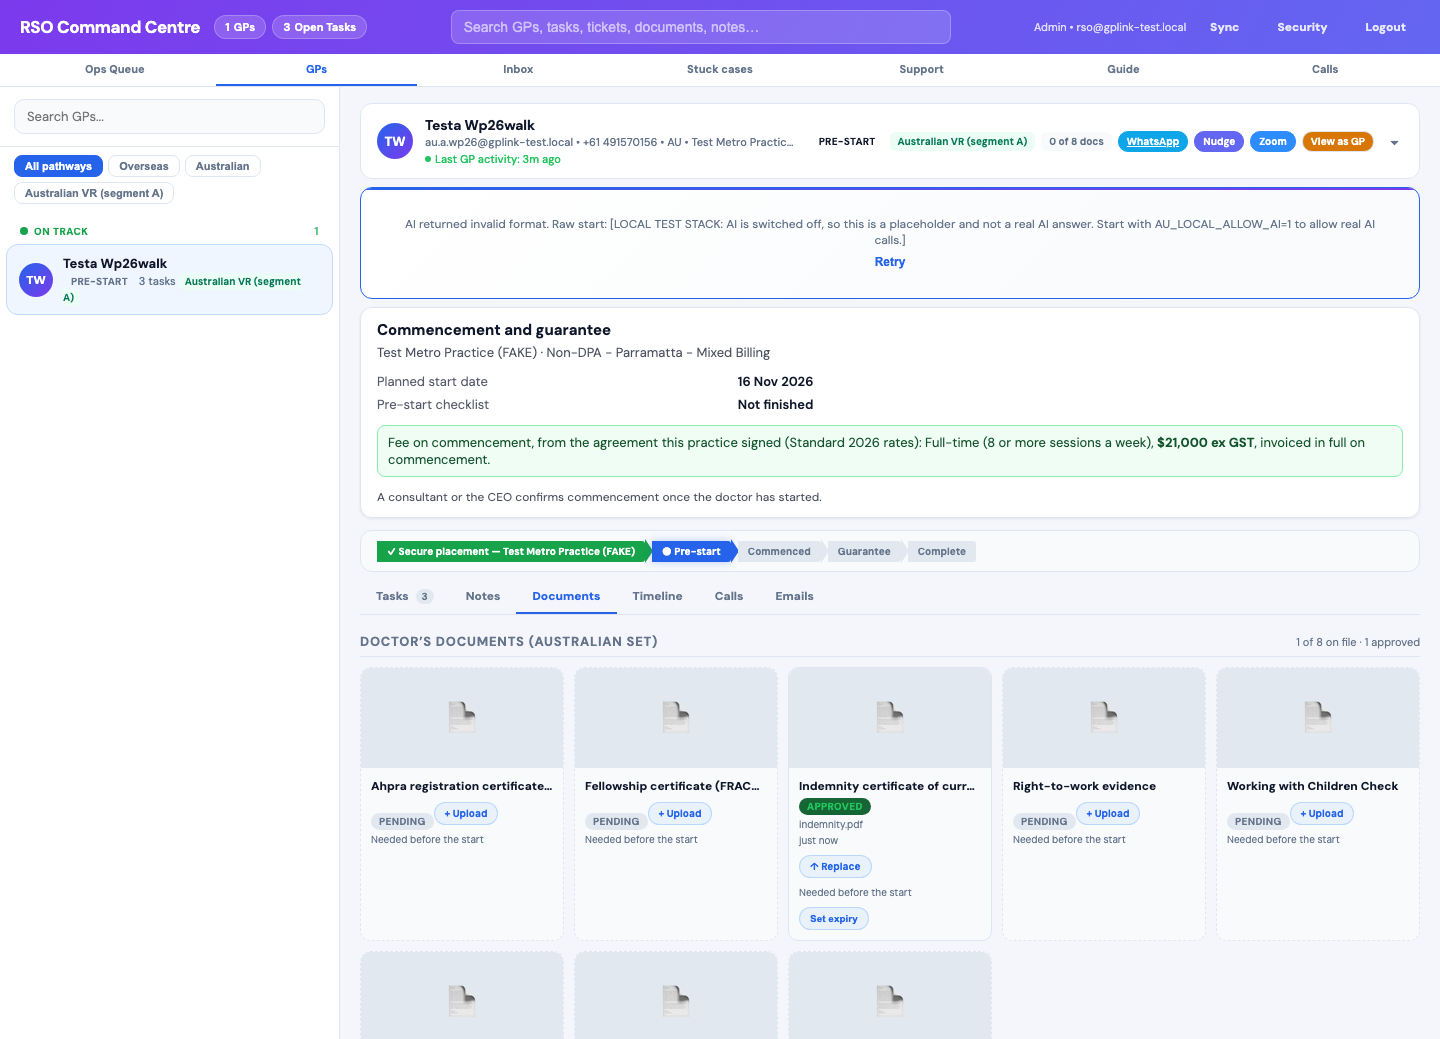 RSO Command Centre
1 GPs
3 Open Tasks
Search GPs, tasks, tickets, documents, notes...
Admin • rso@gplink-test.local
Sync
Security
Logout
Ops Queue
GPs
Inbox
Stuck cases
Support
Guide
Calls
Search GPs...
All pathways
Overseas
Australian
Australian VR (segment A)
ON TRACK
1
TW
Testa Wp26walk
PRE-START 3 tasks Australian VR (segment
A)
TW
Testa Wp26walk
au.a.wp26@gplink-test.local • +61 491570156 • AU • Test Metro Practic...
Last GP activity: 3m ago
PRE-START
Australian VR (segment A)
0 of 8 docs
WhatsApp
Nudge
Zoom
View as GP
AI returned invalid format. Raw start: [LOCAL TEST STACK: AI is switched off, so this is a placeholder and not a real AI answer. Start with AU_LOCAL_ALLOW_AI=1 to allow real AI
calls.]
Retry
Commencement and guarantee
Test Metro Practice (FAKE) · Non-DPA - Parramatta - Mixed Billing
Planned start date 16 Nov 2026
Pre-start checklist Not finished
Fee on commencement, from the agreement this practice signed (Standard 2026 rates): Full-time (8 or more sessions a week), $21,000 ex GST, invoiced in full on
commencement.
A consultant or the CEO confirms commencement once the doctor has started.
✓ Secure placement — Test Metro Practice (FAKE)
Pre-start
Commenced
Guarantee
Complete
Tasks 3
Notes
Documents
Timeline
Calls
Emails
DOCTOR'S DOCUMENTS (AUSTRALIAN SET)
1 of 8 on file · 1 approved
Ahpra registration certificate...
PENDING
+ Upload
Needed before the start
Fellowship certificate (FRAC...
PENDING
+ Upload
Needed before the start
Indemnity certificate of curr...
APPROVED
indemnity.pdf
just now
↑ Replace
Needed before the start
Set expiry
Right-to-work evidence
PENDING
+ Upload
Needed before the start
Working with Children Check
PENDING
+ Upload
Needed before the start